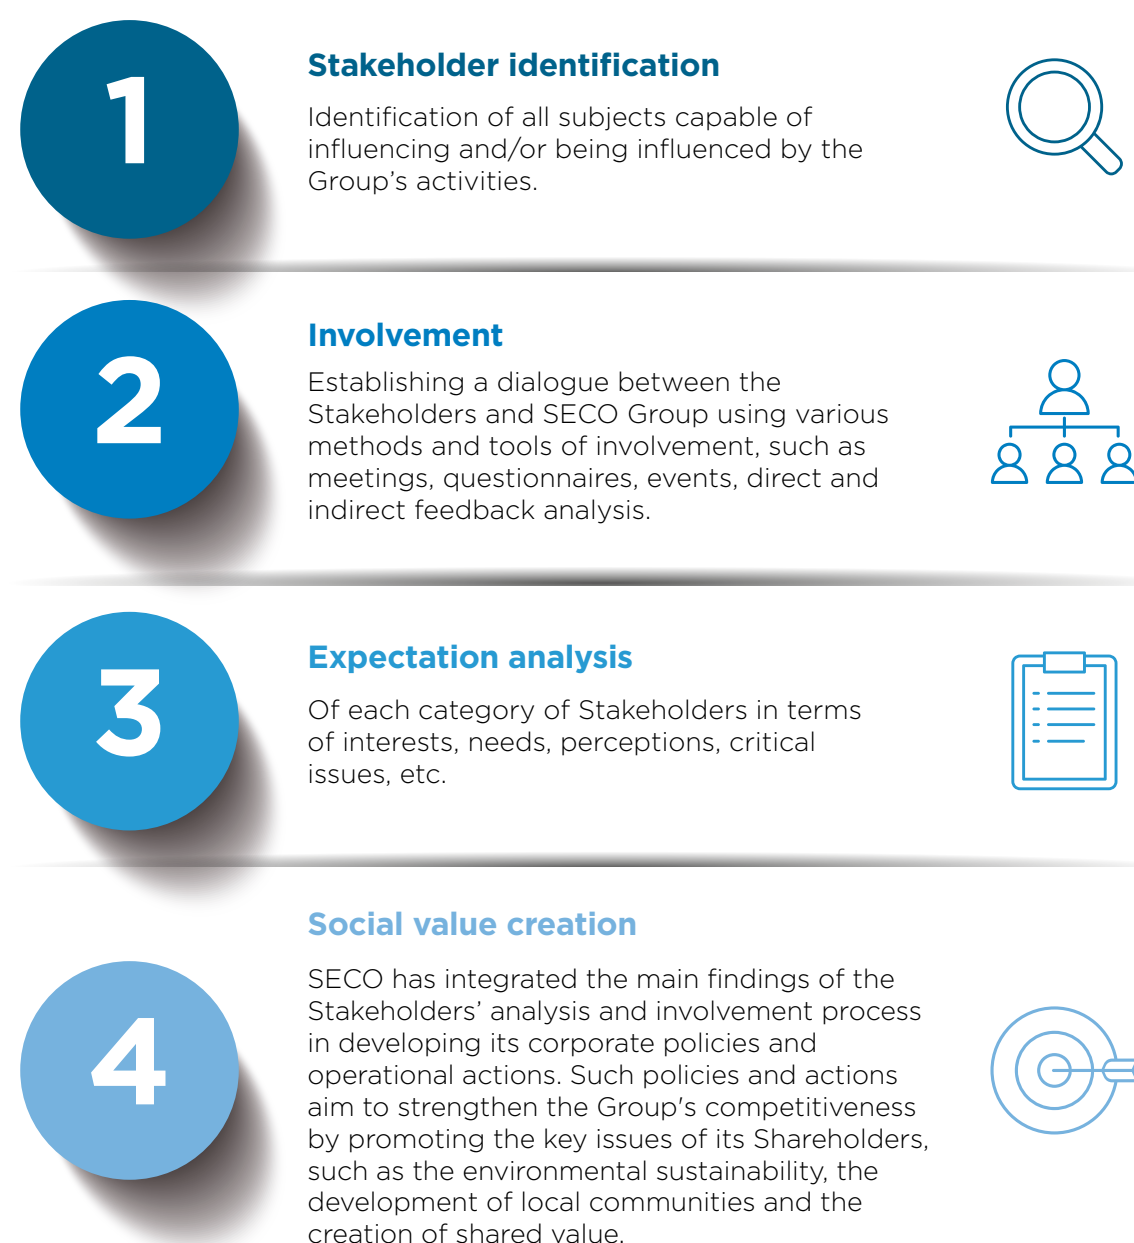 1
Stakeholder identification
Identification of all subjects capable of
influencing and/or being influenced by the
Group’s activities.
2
Involvement
Establishing a dialogue between the
Stakeholders and SECO Group using various
methods and tools of involvement, such as
meetings, questionnaires, events, direct and
indirect feedback analysis.
3
Expectation analysis
Of each category of Stakeholders in terms
of interests, needs, perceptions, critical
issues, etc.
4
Social value creation
SECO has integrated the main findings of the
Stakeholders’ analysis and involvement process
in developing its corporate policies and
operational actions. Such policies and actions
aim to strengthen the Group's competitiveness
by promoting the key issues of its Shareholders,
such as the environmental sustainability, the
development of local communities and the
creation of shared value.